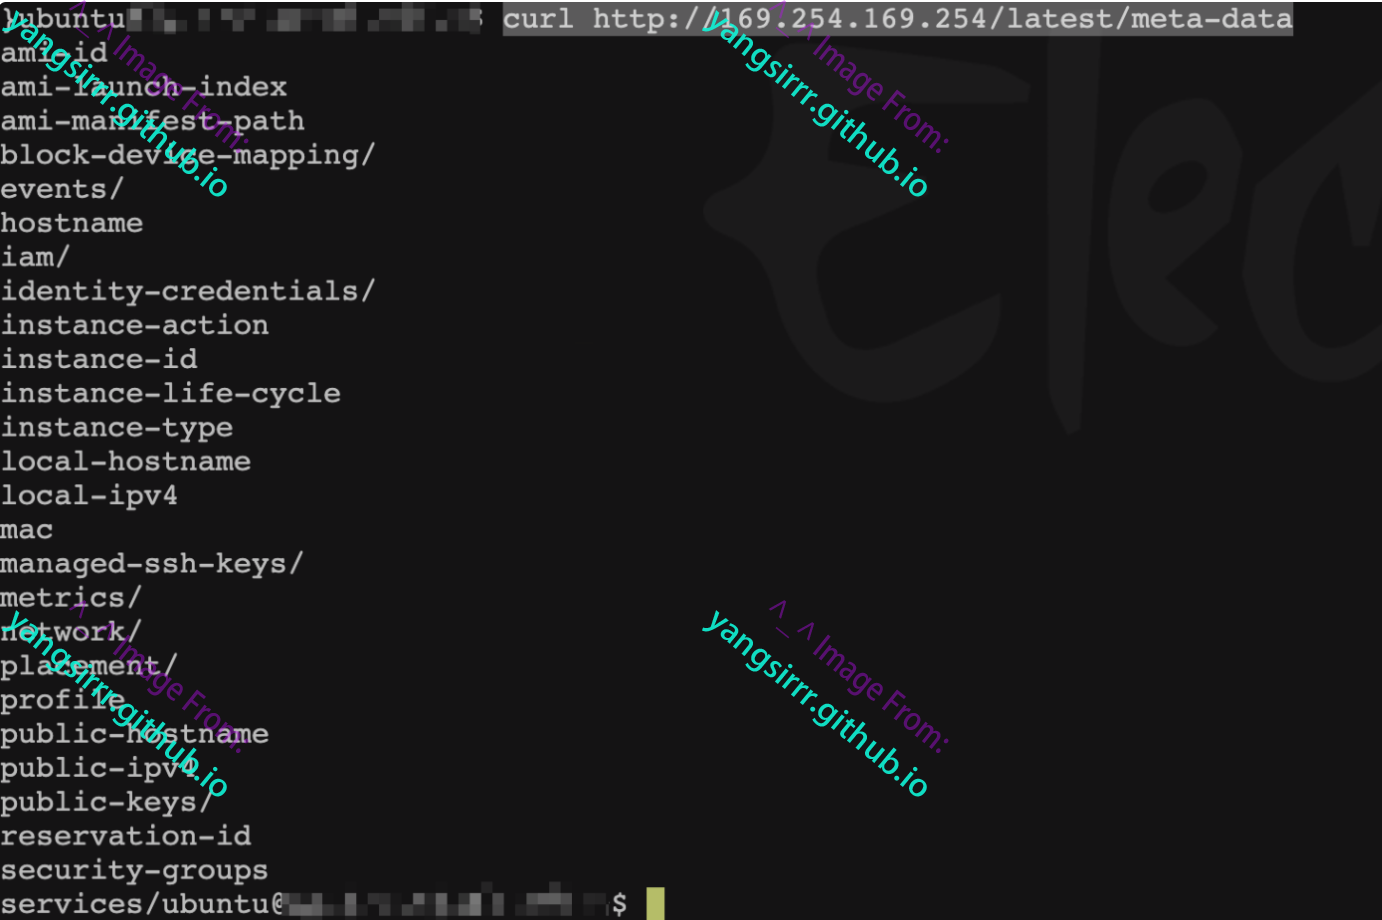 ubuntu $ curl http://169.254.169.254/latest/meta-data
ami-id
ami-launch-index
ami-manifest-path
block-device-mapping/
events/
hostname
iam/
identity-credentials/
instance-action
instance-id
instance-life-cycle
instance-type
local-hostname
local-ipv4
mac
managed-ssh-keys/
metrics/
network/
placement/
profile
public-hostname
public-ipv4
public-keys/
reservation-id
security-groups
services/ubuntu@ $
^_^ Image From:
yangsirrr.github.io
^_^ Image From:
yangsirrr.github.io
^_^ Image From:
yangsirrr.github.io
^_^ Image From:
yangsirrr.github.io
Elec